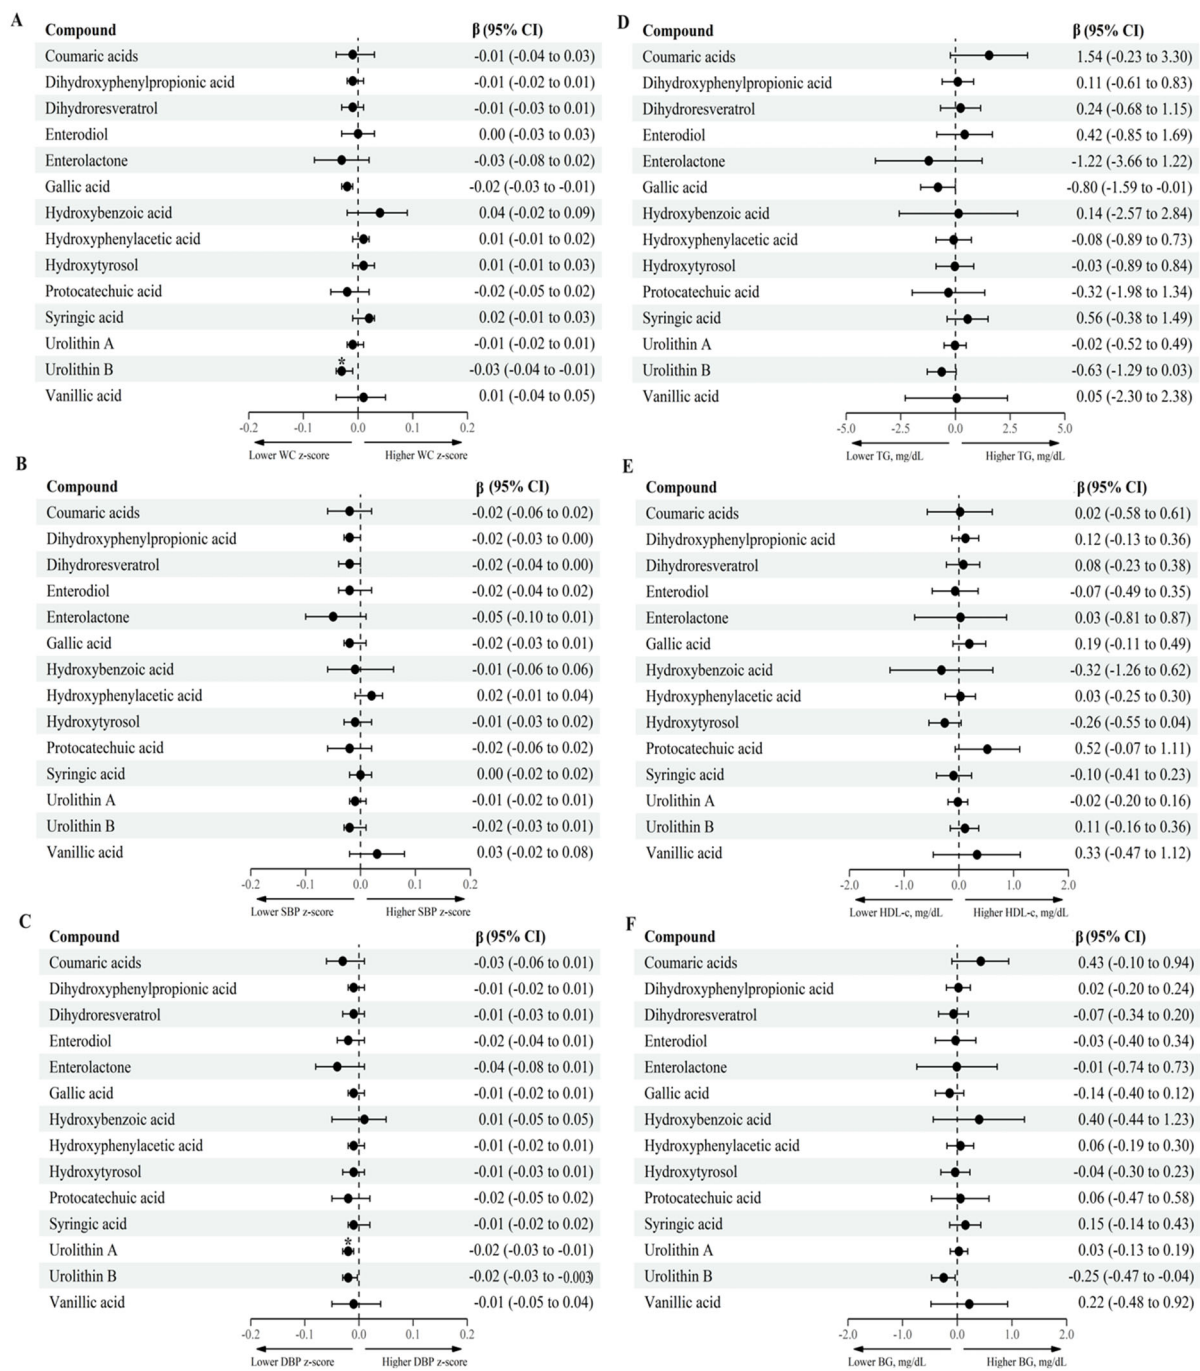 A
Compound β (95% CI)
Coumaric acids -0.01 (-0.04 to 0.03)
Dihydroxyphenylpropionic acid -0.01 (-0.02 to 0.01)
Dihydroresveratrol -0.01 (-0.03 to 0.01)
Enterodiol 0.00 (-0.03 to 0.03)
Enterolactone -0.03 (-0.08 to 0.02)
Gallic acid -0.02 (-0.03 to -0.01)
Hydroxybenzoic acid 0.04 (-0.02 to 0.09)
Hydroxyphenylacetic acid 0.01 (-0.01 to 0.02)
Hydroxytyrosol 0.01 (-0.01 to 0.03)
Protocatechuic acid -0.02 (-0.05 to 0.02)
Syringic acid 0.02 (-0.01 to 0.03)
Urolithin A -0.01 (-0.02 to 0.01)
*
Urolithin B -0.03 (-0.04 to -0.01)
Vanillic acid 0.01 (-0.04 to 0.05)
-0.2 -0.1 0.0 0.1 0.2
Lower WC z-score Higher WC z-score
B
Compound β (95% CI)
Coumaric acids -0.02 (-0.06 to 0.02)
Dihydroxyphenylpropionic acid -0.02 (-0.03 to 0.00)
Dihydroresveratrol -0.02 (-0.04 to 0.00)
Enterodiol -0.02 (-0.04 to 0.02)
Enterolactone -0.05 (-0.10 to 0.01)
Gallic acid -0.02 (-0.03 to 0.01)
Hydroxybenzoic acid -0.01 (-0.06 to 0.06)
Hydroxyphenylacetic acid 0.02 (-0.01 to 0.04)
Hydroxytyrosol -0.01 (-0.03 to 0.02)
Protocatechuic acid -0.02 (-0.06 to 0.02)
Syringic acid 0.00 (-0.02 to 0.02)
Urolithin A -0.01 (-0.02 to 0.01)
Urolithin B -0.02 (-0.03 to 0.01)
Vanillic acid 0.03 (-0.02 to 0.08)
-0.2 -0.1 0.0 0.1 0.2
Lower SBP z-score Higher SBP z-score
C
Compound β (95% CI)
Coumaric acids -0.03 (-0.06 to 0.01)
Dihydroxyphenylpropionic acid -0.01 (-0.02 to 0.01)
Dihydroresveratrol -0.01 (-0.03 to 0.01)
Enterodiol -0.02 (-0.04 to 0.01)
Enterolactone -0.04 (-0.08 to 0.01)
Gallic acid -0.01 (-0.02 to 0.01)
Hydroxybenzoic acid 0.01 (-0.05 to 0.05)
Hydroxyphenylacetic acid -0.01 (-0.02 to 0.01)
Hydroxytyrosol -0.01 (-0.03 to 0.01)
Protocatechuic acid -0.02 (-0.05 to 0.02)
Syringic acid -0.01 (-0.02 to 0.02)
*
Urolithin A -0.02 (-0.03 to -0.01)
Urolithin B -0.02 (-0.03 to -0.003)
Vanillic acid -0.01 (-0.05 to 0.04)
-0.2 -0.1 0.0 0.1 0.2
Lower DBP z-score Higher DBP z-score
D
Compound β (95% CI)
Coumaric acids 1.54 (-0.23 to 3.30)
Dihydroxyphenylpropionic acid 0.11 (-0.61 to 0.83)
Dihydroresveratrol 0.24 (-0.68 to 1.15)
Enterodiol 0.42 (-0.85 to 1.69)
Enterolactone -1.22 (-3.66 to 1.22)
Gallic acid -0.80 (-1.59 to -0.01)
Hydroxybenzoic acid 0.14 (-2.57 to 2.84)
Hydroxyphenylacetic acid -0.08 (-0.89 to 0.73)
Hydroxytyrosol -0.03 (-0.89 to 0.84)
Protocatechuic acid -0.32 (-1.98 to 1.34)
Syringic acid 0.56 (-0.38 to 1.49)
Urolithin A -0.02 (-0.52 to 0.49)
Urolithin B -0.63 (-1.29 to 0.03)
Vanillic acid 0.05 (-2.30 to 2.38)
-5.0 -2.5 0.0 2.5 5.0
Lower TG, mg/dL Higher TG, mg/dL
E
Compound β (95% CI)
Coumaric acids 0.02 (-0.58 to 0.61)
Dihydroxyphenylpropionic acid 0.12 (-0.13 to 0.36)
Dihydroresveratrol 0.08 (-0.23 to 0.38)
Enterodiol -0.07 (-0.49 to 0.35)
Enterolactone 0.03 (-0.81 to 0.87)
Gallic acid 0.19 (-0.11 to 0.49)
Hydroxybenzoic acid -0.32 (-1.26 to 0.62)
Hydroxyphenylacetic acid 0.03 (-0.25 to 0.30)
Hydroxytyrosol -0.26 (-0.55 to 0.04)
Protocatechuic acid 0.52 (-0.07 to 1.11)
Syringic acid -0.10 (-0.41 to 0.23)
Urolithin A -0.02 (-0.20 to 0.16)
Urolithin B 0.11 (-0.16 to 0.36)
Vanillic acid 0.33 (-0.47 to 1.12)
-2.0 -1.0 0.0 1.0 2.0
Lower HDL-c, mg/dL Higher HDL-c, mg/dL
F
Compound β (95% CI)
Coumaric acids 0.43 (-0.10 to 0.94)
Dihydroxyphenylpropionic acid 0.02 (-0.20 to 0.24)
Dihydroresveratrol -0.07 (-0.34 to 0.20)
Enterodiol -0.03 (-0.40 to 0.34)
Enterolactone -0.01 (-0.74 to 0.73)
Gallic acid -0.14 (-0.40 to 0.12)
Hydroxybenzoic acid 0.40 (-0.44 to 1.23)
Hydroxyphenylacetic acid 0.06 (-0.19 to 0.30)
Hydroxytyrosol -0.04 (-0.30 to 0.23)
Protocatechuic acid 0.06 (-0.47 to 0.58)
Syringic acid 0.15 (-0.14 to 0.43)
Urolithin A 0.03 (-0.13 to 0.19)
Urolithin B -0.25 (-0.47 to -0.04)
Vanillic acid 0.22 (-0.48 to 0.92)
-2.0 -1.0 0.0 1.0 2.0
Lower BG, mg/dL Higher BG, mg/dL